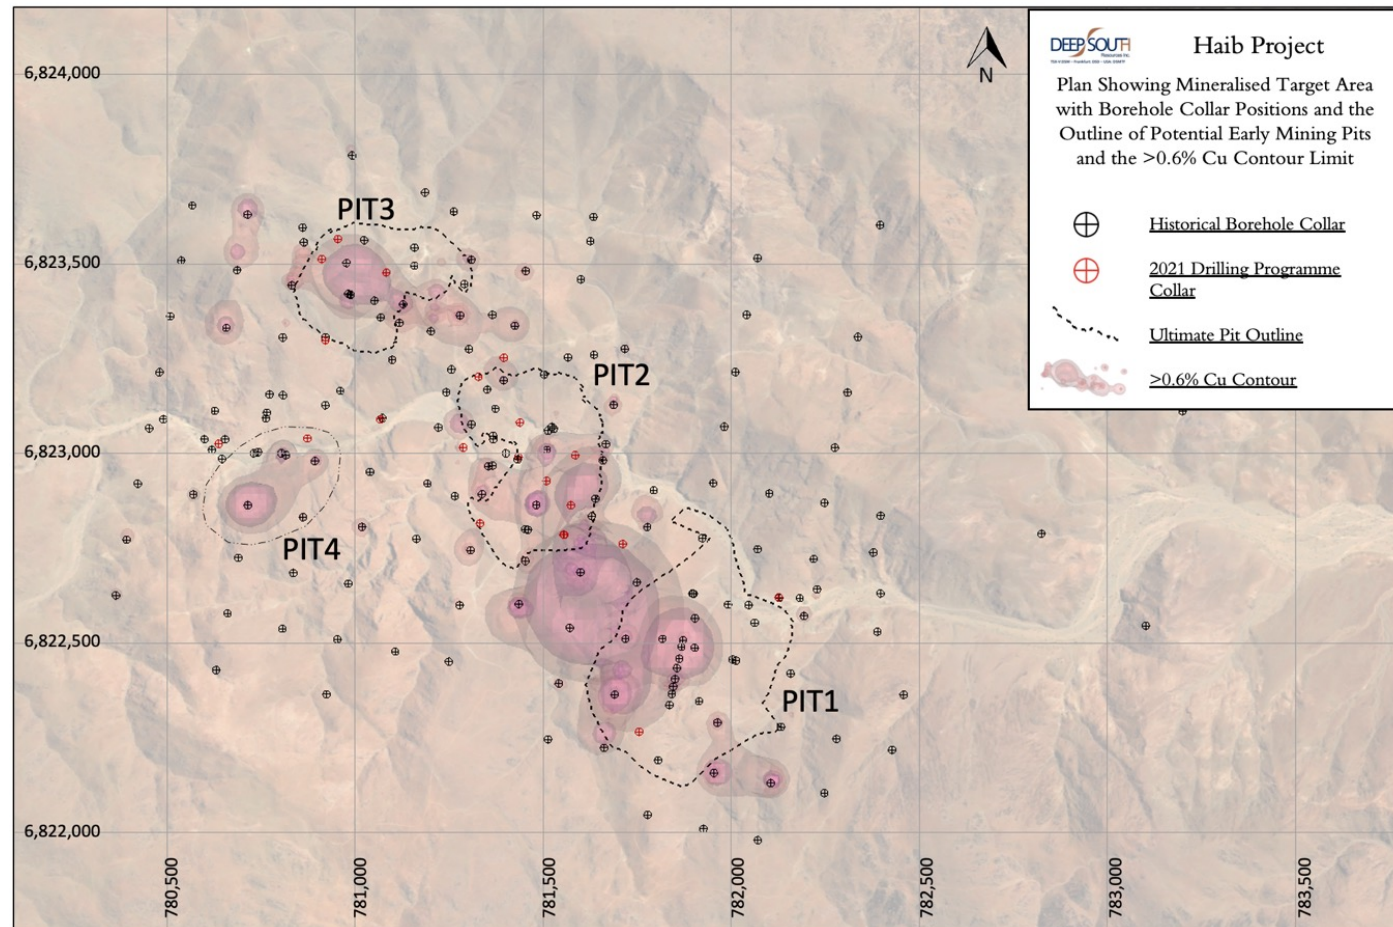 DEEP SOUTH
Resources Inc.
Haib Project
Plan Showing Mineralised Target Area
with Borehole Collar Positions and the
Outline of Potential Early Mining Pits
and the >0.6% Cu Contour Limit
Historical Borehole Collar
2021 Drilling Programme
Collar
Ultimate Pit Outline
>0.6% Cu Contour
N
6,824,000
6,823,500
6,823,000
6,822,500
6,822,000
PIT3
PIT2
PIT4
PIT1
780,500
781,000
781,500
782,000
782,500
783,000
783,500